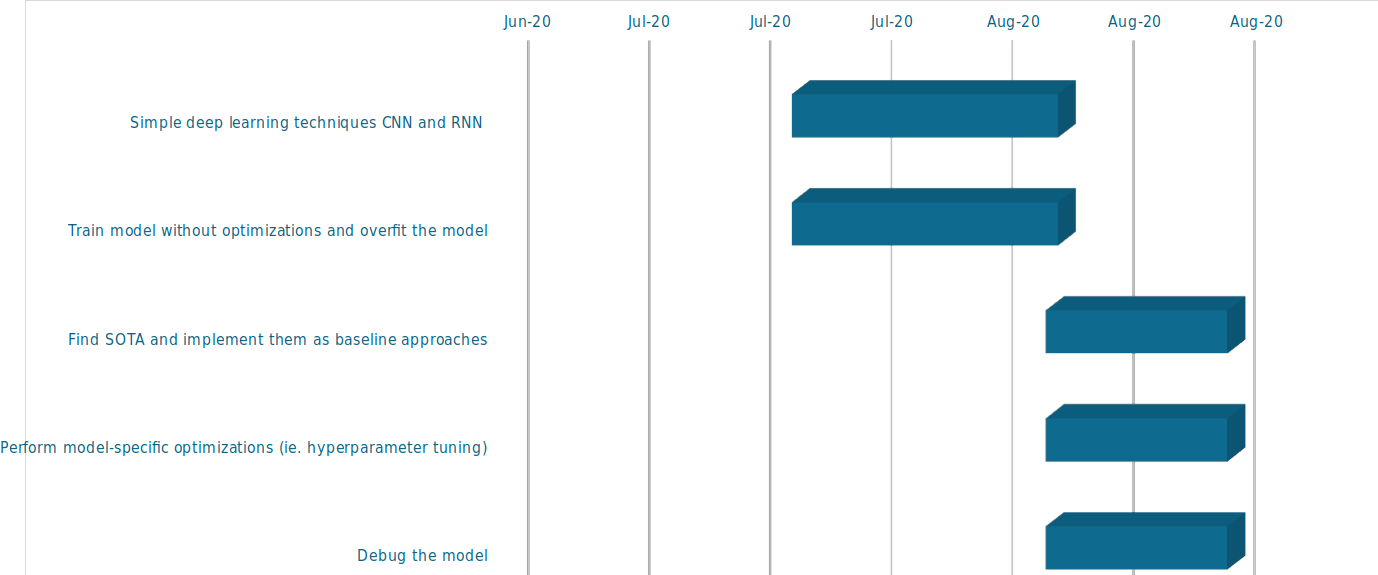 Jun-20 Jul-20 Jul-20 Jul-20 Aug-20 Aug-20 Aug-20
Simple deep learning techniques CNN and RNN
Train model without optimizations and overfit the model
Find SOTA and implement them as baseline approaches
Perform model-specific optimizations (ie. hyperparameter tuning)
Debug the model